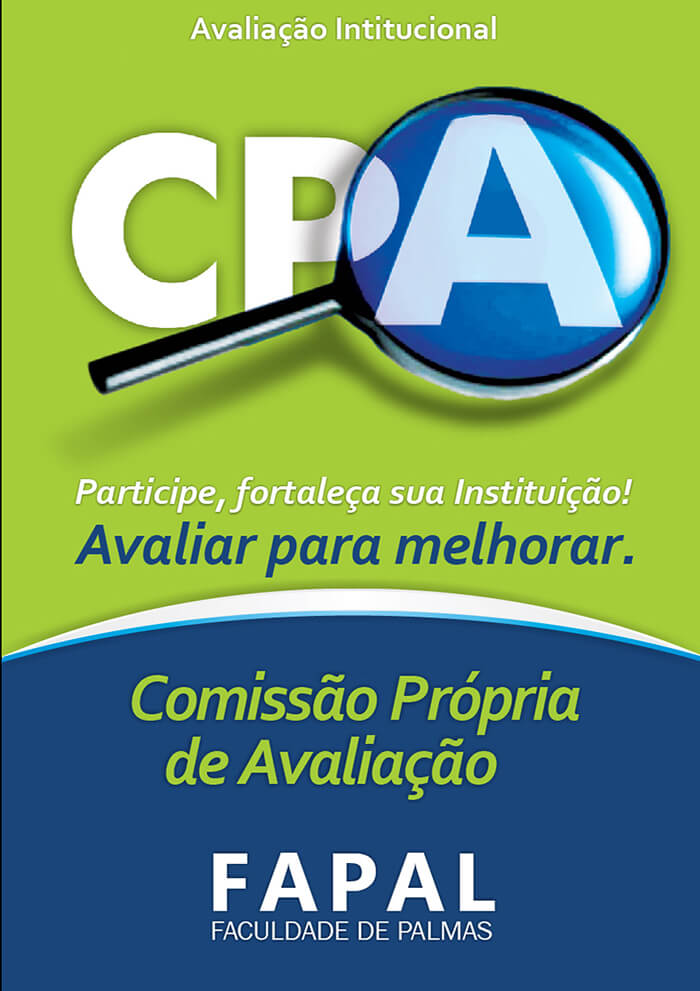 Avaliação Intitucional
CPA
Participe, fortaleça sua Instituição!
Avaliar para melhorar.
Comissão Própria
de Avaliação
FAPAL
FACULDADE DE PALMAS